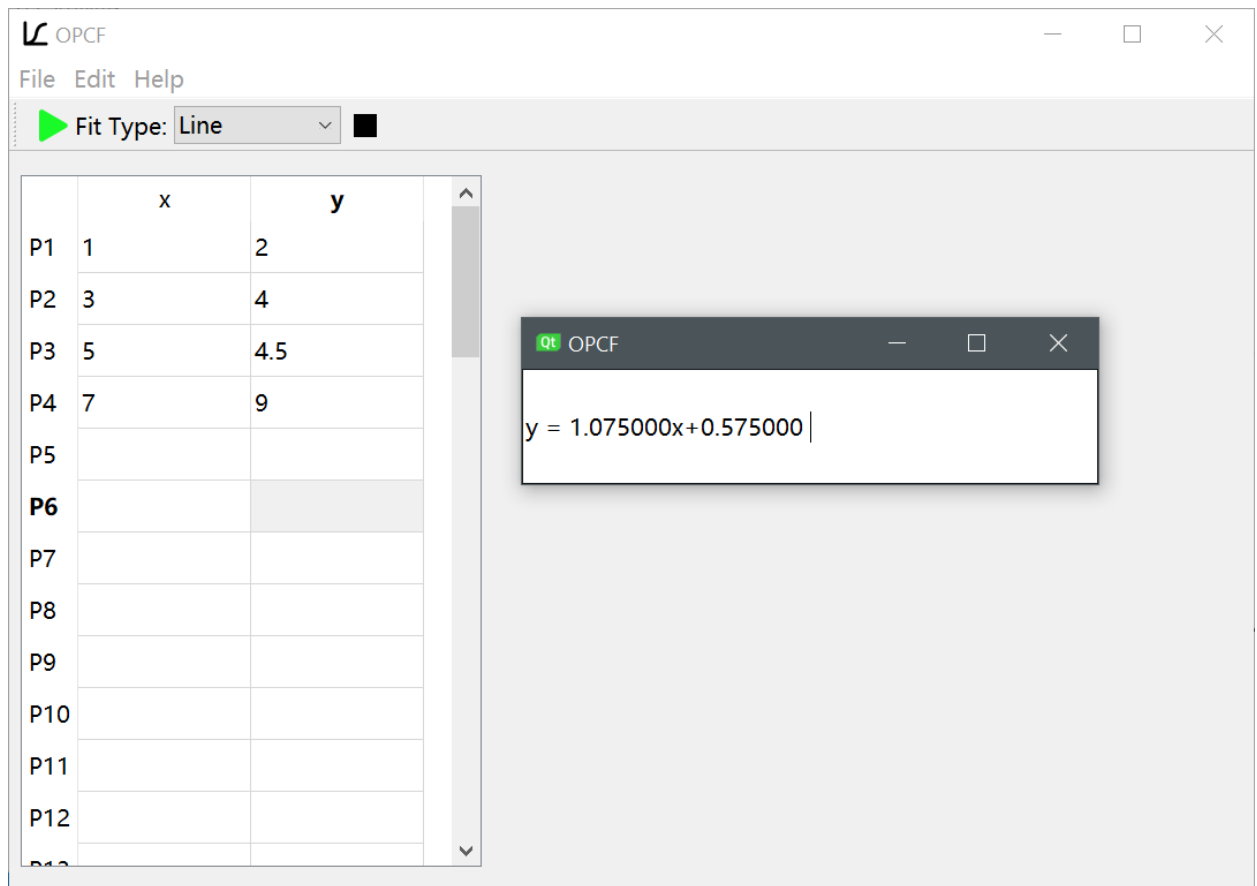 OPCF
File Edit Help
Fit Type: Line
x y
P1 1 2
P2 3 4
P3 5 4.5
P4 7 9
P5
P6
P7
P8
P9
P10
P11
P12
Qt OPCF
y = 1.075000x+0.575000